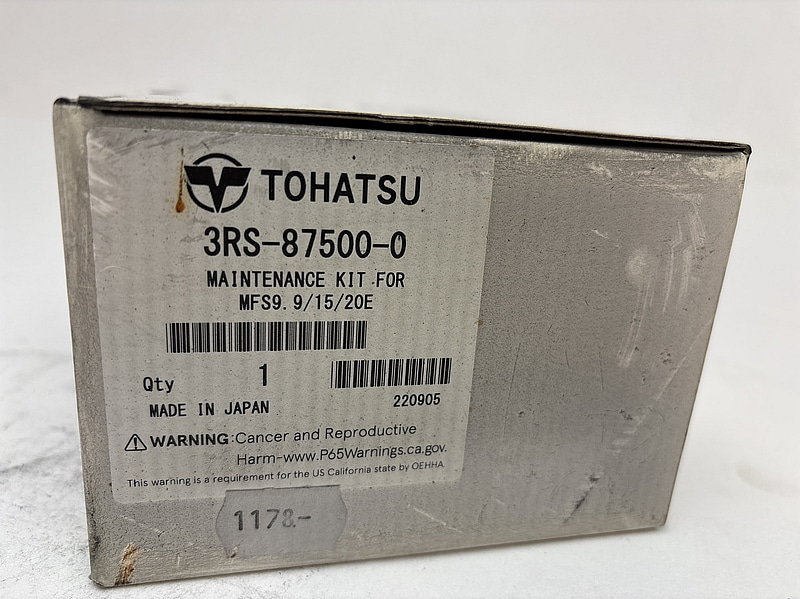 TOHATSU
3RS-87500-0
MAINTENANCE KIT FOR
MFS9.9/15/20E
Qty 1
220905
MADE IN JAPAN
WARNING:Cancer and Reproductive
Harm-www.P65Warnings.ca.gov.
This warning is a requirement for the US California state by OEHHA.
1178.-